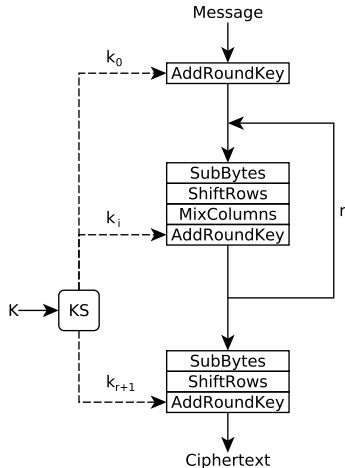 Message
k0
AddRoundKey
SubBytes
ShiftRows
MixColumns
ki
AddRoundKey
r
K
KS
SubBytes
ShiftRows
kr+1
AddRoundKey
Ciphertext